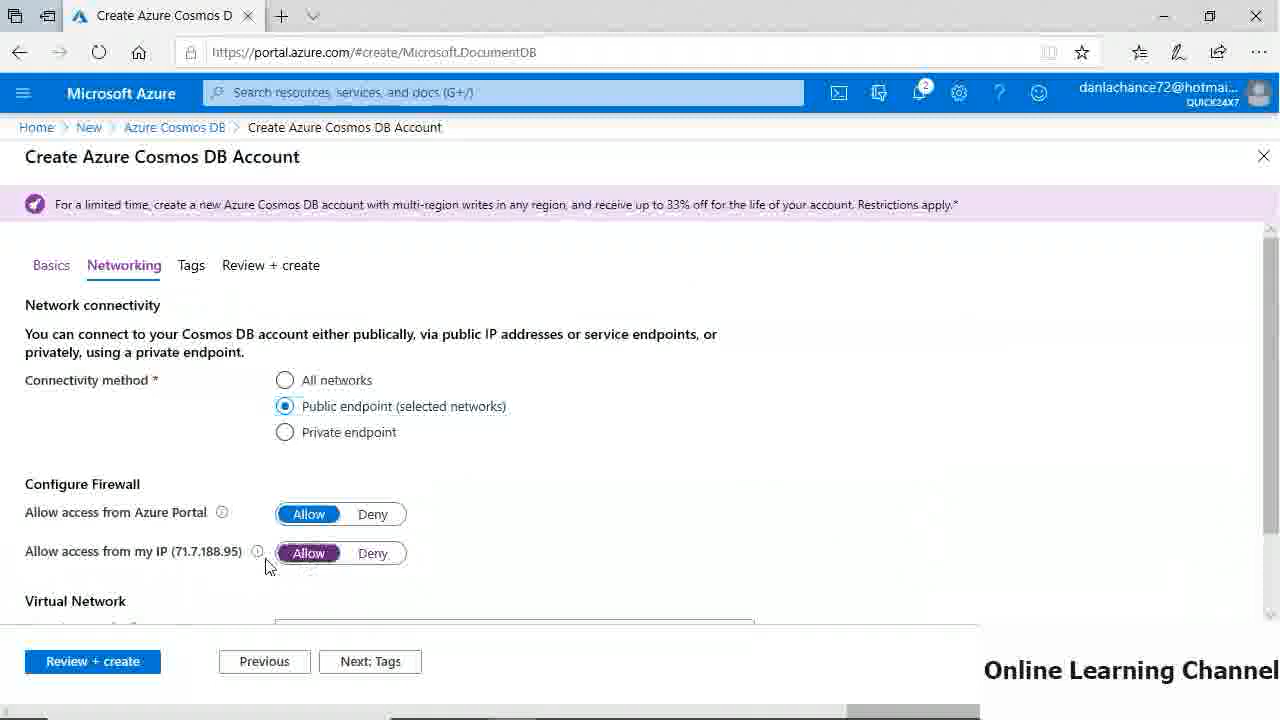 Create Azure Cosmos D
https://portal.azure.com/#create/Microsoft.DocumentDB
Microsoft Azure
Search resources, services, and docs (G+/)
2
danlachance72@hotmai...
QUICK24X7
Home > New > Azure Cosmos DB > Create Azure Cosmos DB Account
Create Azure Cosmos DB Account
For a limited time, create a new Azure Cosmos DB account with multi-region writes in any region, and receive up to 33% off for the life of your account. Restrictions apply.*
Basics Networking Tags Review + create
Network connectivity
You can connect to your Cosmos DB account either publically, via public IP addresses or service endpoints, or
privately, using a private endpoint.
Connectivity method *
All networks
Public endpoint (selected networks)
Private endpoint
Configure Firewall
Allow access from Azure Portal Allow Deny
Allow access from my IP (71.7.188.95) Allow Deny
Virtual Network
Review + create Previous Next: Tags
Online Learning Channel